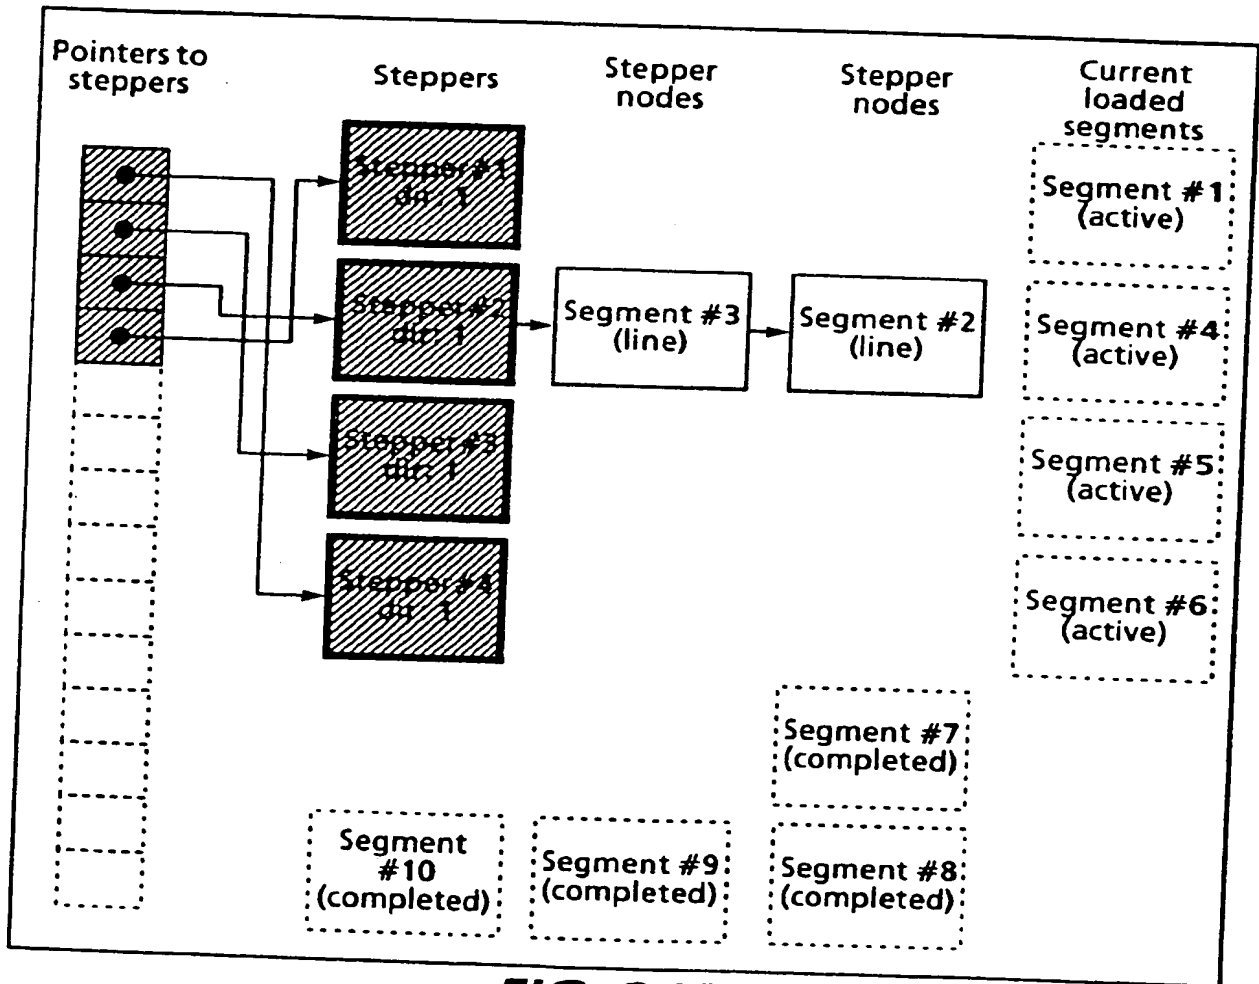 Pointers to
steppers
Steppers
Stepper
nodes
Stepper
nodes
Current
loaded
segments
Stepper#1
dir: 1
Stepper#2
dir: 1
Stepper#3
dir: 1
Stepper#4
dir: 1
Segment #3
(line)
Segment #2
(line)
Segment #1
(active)
Segment #4
(active)
Segment #5
(active)
Segment #6
(active)
Segment #7
(completed)
Segment
#10
(completed)
Segment #9
(completed)
Segment #8
(completed)